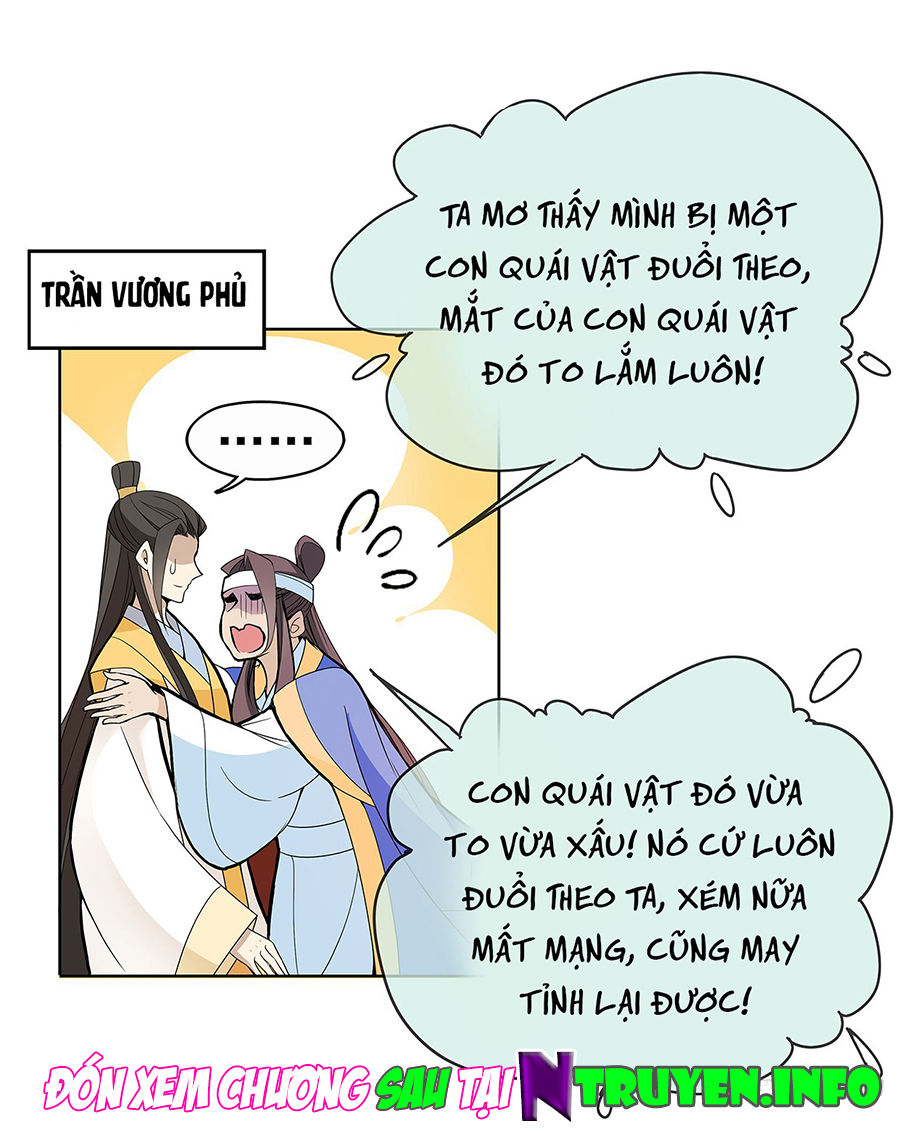 TA MƠ THẤY MÌNH BỊ MỘT
CON QUÁI VẬT ĐUỔI THEO,
MẮT CỦA CON QUÁI VẬT
ĐÓ TO LẮM LUÔN!
TRẦN VƯƠNG PHỦ
......
CON QUÁI VẬT ĐÓ VỪA
TO VỪA XẤU! NÓ CỨ LUÔN
ĐUỔI THEO TA, XÉM NỮA
MẤT MẠNG, CŨNG MAY
TỈNH LẠI ĐƯỢC!
ĐÓN XEM CHƯƠNG SAU TẠI NTRUYEN.INFO